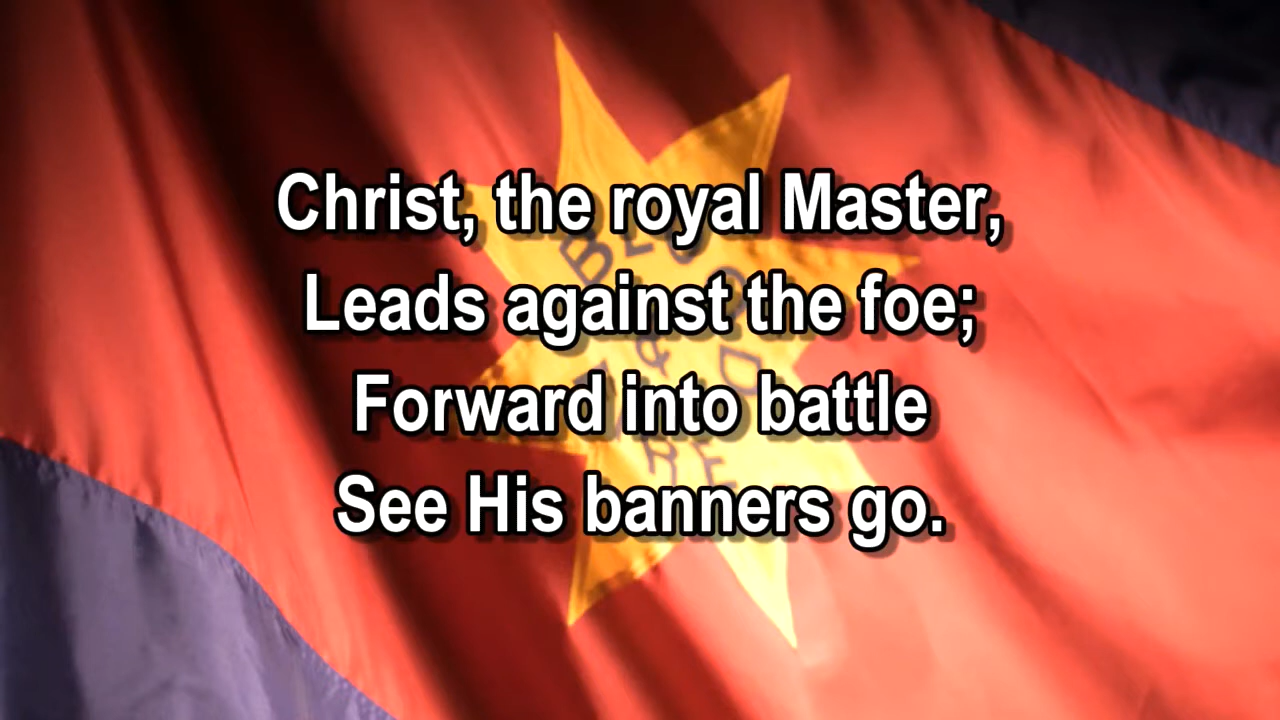 Christ, the royal Master,
Leads against the foe;
Forward into battle
See His banners go.